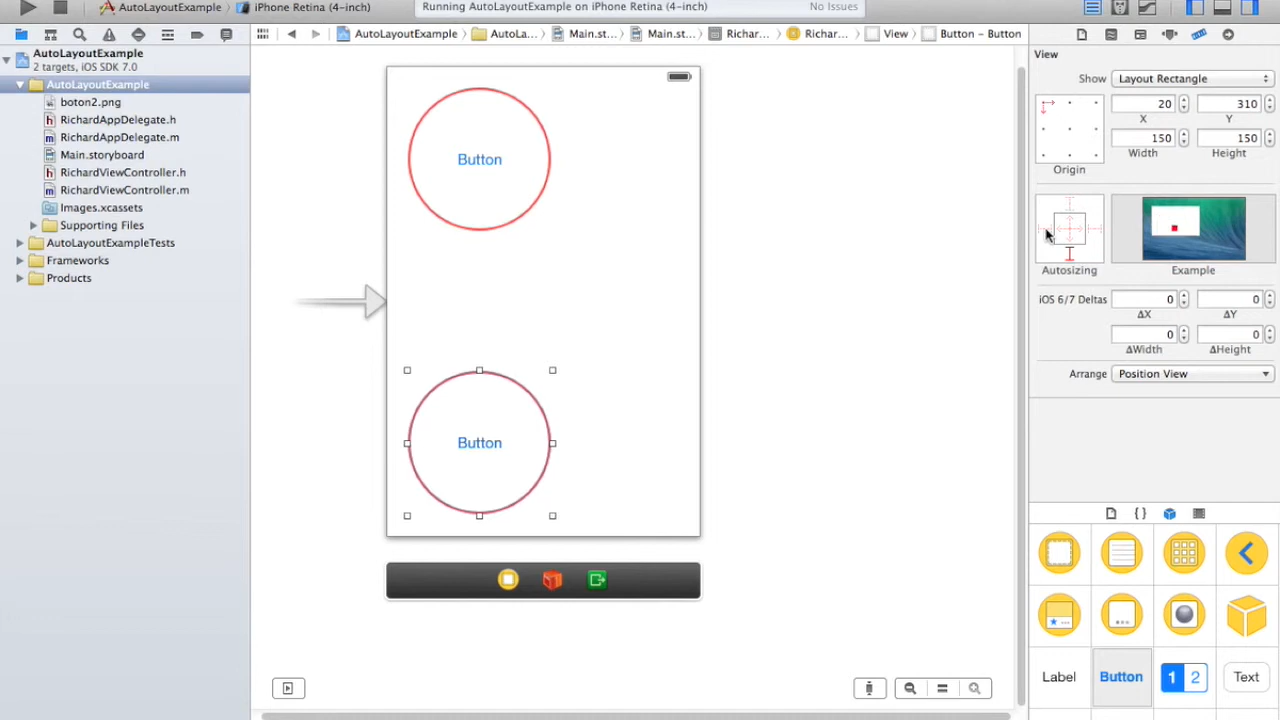 AutoLayoutExample
iPhone Retina (4-inch)
Running AutoLayoutExample on iPhone Retina (4-inch)
No Issues
AutoLayoutExample
AutoLa...
Main.st...
Main.st...
Richar...
Richar...
View
Button – Button
AutoLayoutExample
2 targets, iOS SDK 7.0
AutoLayoutExample
boton2.png
h RichardAppDelegate.h
m RichardAppDelegate.m
Main.storyboard
h RichardViewController.h
m RichardViewController.m
Images.xcassets
Supporting Files
AutoLayoutExampleTests
Frameworks
Products
Button
Button
View
Show
Layout Rectangle
20
310
X
Y
150
150
Width
Height
Origin
Autosizing
Example
iOS 6/7 Deltas
0
0
ΔX
ΔY
0
0
ΔWidth
ΔHeight
Arrange
Position View
{ }
Label
Button
1 2
Text